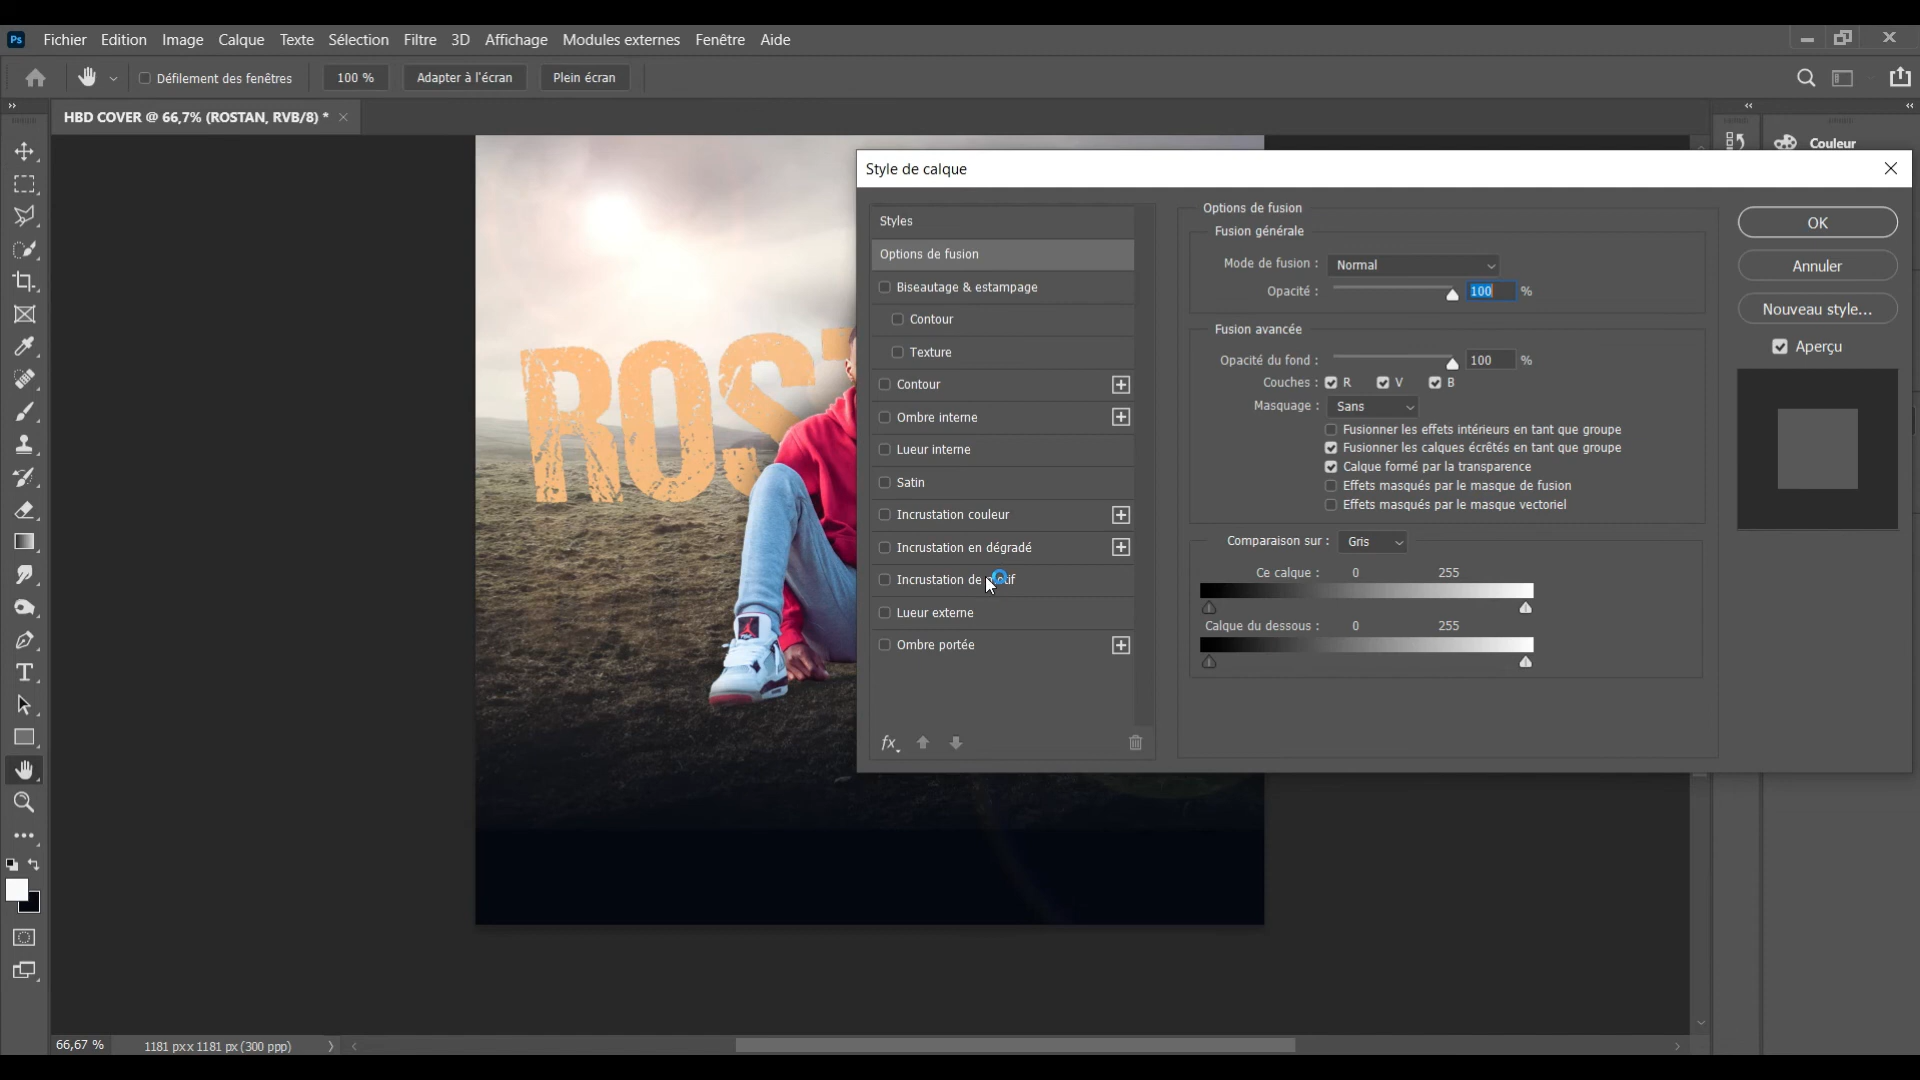 Ps Fichier Edition Image Calque Texte Sélection Filtre 3D Affichage Modules externes Fenêtre Aide
Défilement des fenêtres 100 % Adapter à l'écran Plein écran
HBD COVER @ 66,7% (ROSTAN, RVB/8) * ×
Couleur
Style de calque
Styles
Options de fusion
Biseautage & estampage
Contour
Texture
Contour
Ombre interne
Lueur interne
Satin
Incrustation couleur
Incrustation en dégradé
Incrustation de
Lueur externe
Ombre portée
fx
Options de fusion
Fusion générale
Mode de fusion : Normal
Opacité : 100 %
Fusion avancée
Opacité du fond : 100 %
Couches : R V B
Masquage : Sans
Fusionner les effets intérieurs en tant que groupe
Fusionner les calques écrêtés en tant que groupe
Calque formé par la transparence
Effets masqués par le masque de fusion
Effets masqués par le masque vectoriel
Comparaison sur : Gris
Ce calque : 0 255
Calque du dessous : 0 255
OK
Annuler
Nouveau style...
Aperçu
ROST
66,67 % 1181 px x 1181 px (300 ppp)